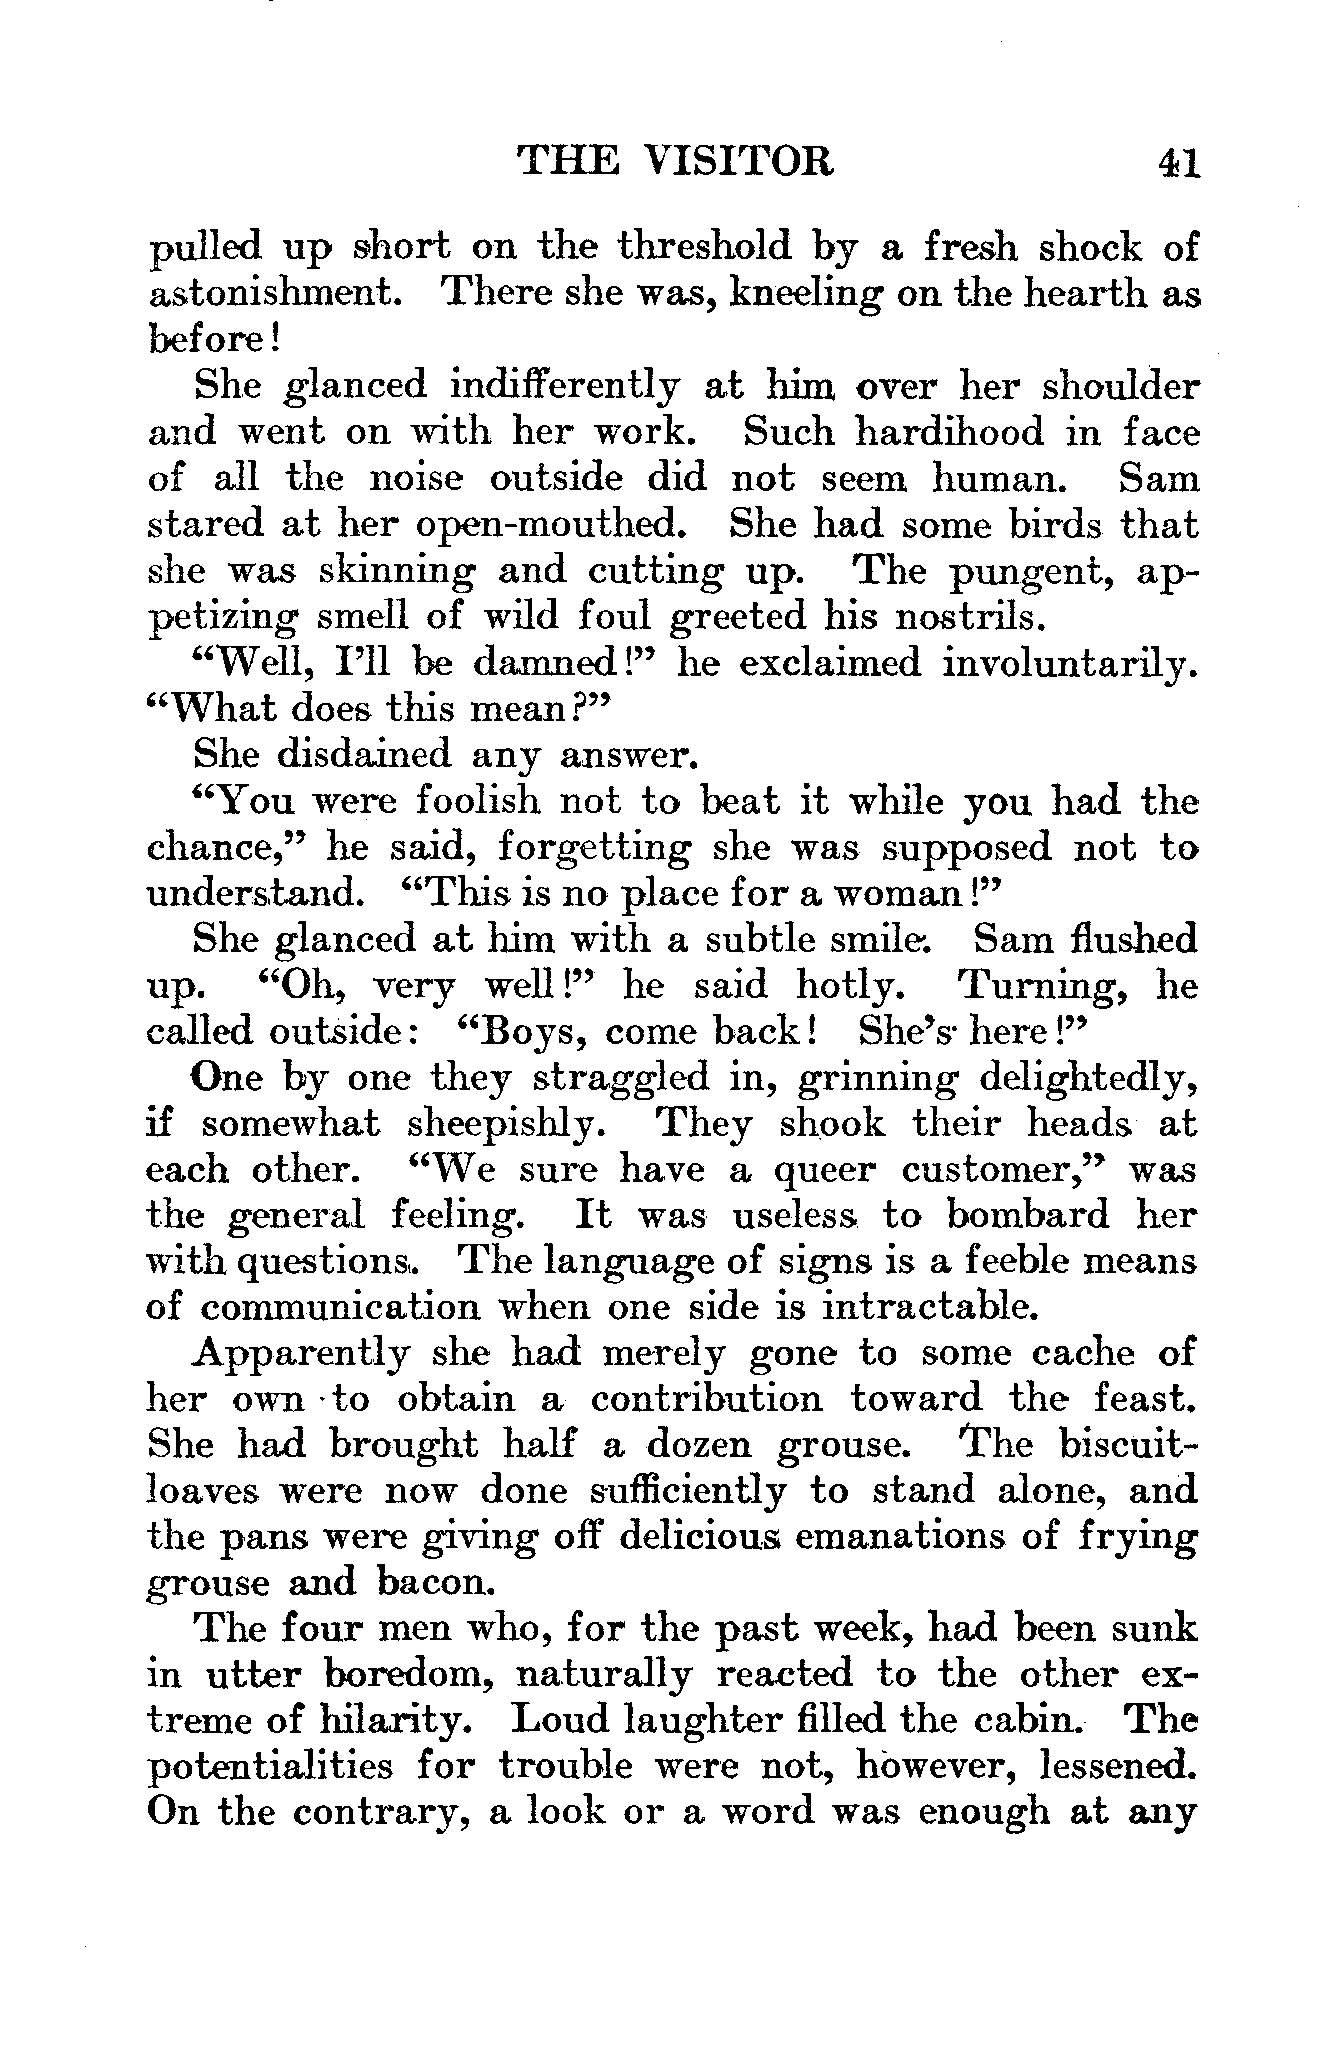 THE VISITOR 41
pulled up short on the threshold by a fresh shock of
astonishment. There she was, kneeling on the hearth as
before!
She glanced indifferently at him over her shoulder
and went on with her work. Such hardihood in face
of all the noise outside did not seem human. Sam
stared at her open-mouthed. She had some birds that
she was skinning and cutting up. The pungent, ap-
petizing smell of wild foul greeted his nostrils.
“Well, I’ll be damned!” he exclaimed involuntarily.
“What does this mean?”
She disdained any answer.
“You were foolish not to beat it while you had the
chance,” he said, forgetting she was supposed not to
understand. “This is no place for a woman!”
She glanced at him with a subtle smile. Sam flushed
up. “Oh, very well!” he said hotly. Turning, he
called outside: “Boys, come back! She’s here!”
One by one they straggled in, grinning delightedly,
if somewhat sheepishly. They shook their heads at
each other. “We sure have a queer customer,” was
the general feeling. It was useless to bombard her
with questions. The language of signs is a feeble means
of communication when one side is intractable.
Apparently she had merely gone to some cache of
her own to obtain a contribution toward the feast.
She had brought half a dozen grouse. The biscuit-
loaves were now done sufficiently to stand alone, and
the pans were giving off delicious emanations of frying
grouse and bacon.
The four men who, for the past week, had been sunk
in utter boredom, naturally reacted to the other ex-
treme of hilarity. Loud laughter filled the cabin. The
potentialities for trouble were not, however, lessened.
On the contrary, a look or a word was enough at any